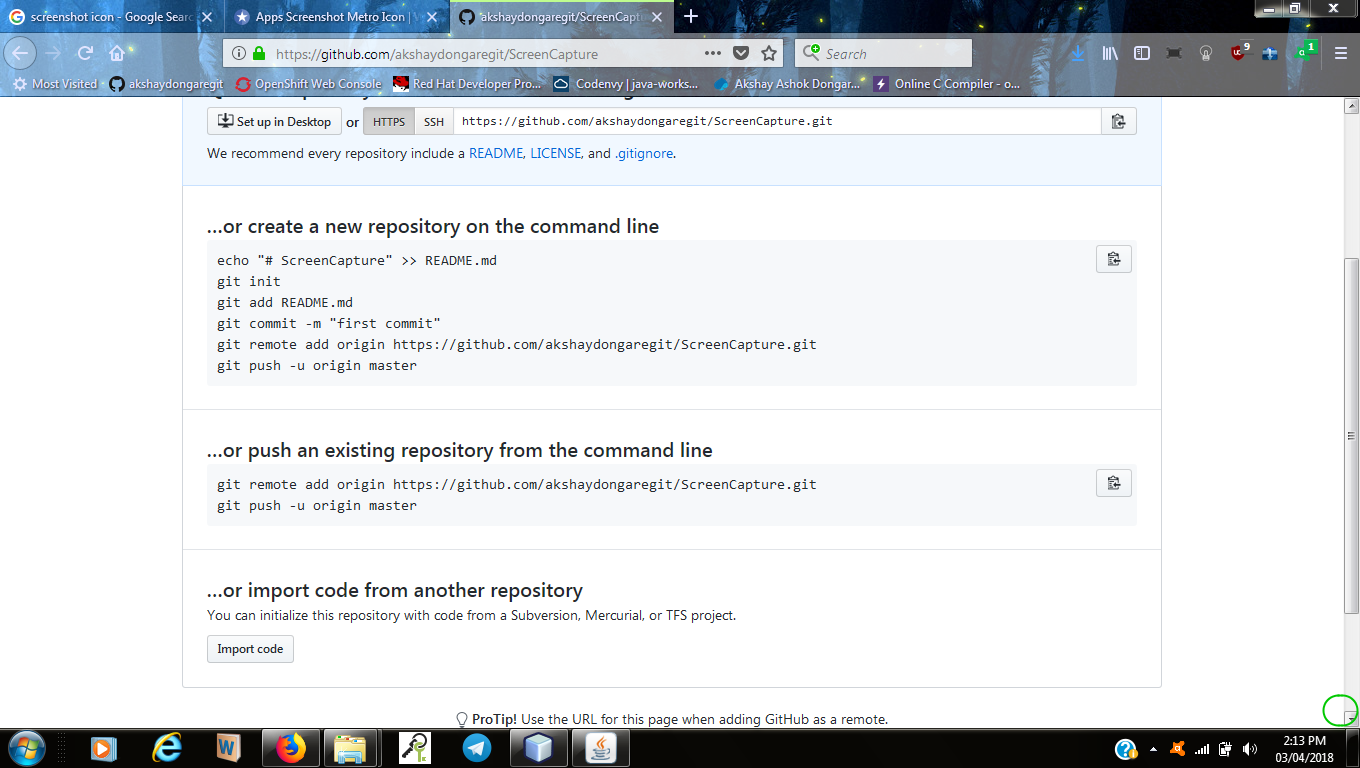 screenshot icon - Google Searc
Apps Screenshot Metro Icon | V
akshaydongaregit/ScreenCaptu
https://github.com/akshaydongaregit/ScreenCapture
Search
9
1
Most Visited
akshaydongaregit
OpenShift Web Console
Red Hat Developer Pro...
Codenvy | java-works...
Akshay Ashok Dongar...
Online C Compiler - o...
Set up in Desktop or HTTPS SSH https://github.com/akshaydongaregit/ScreenCapture.git
We recommend every repository include a README, LICENSE, and .gitignore.
...or create a new repository on the command line
echo "# ScreenCapture" >> README.md
git init
git add README.md
git commit -m "first commit"
git remote add origin https://github.com/akshaydongaregit/ScreenCapture.git
git push -u origin master
...or push an existing repository from the command line
git remote add origin https://github.com/akshaydongaregit/ScreenCapture.git
git push -u origin master
...or import code from another repository
You can initialize this repository with code from a Subversion, Mercurial, or TFS project.
Import code
ProTip! Use the URL for this page when adding GitHub as a remote.
2:13 PM
03/04/2018